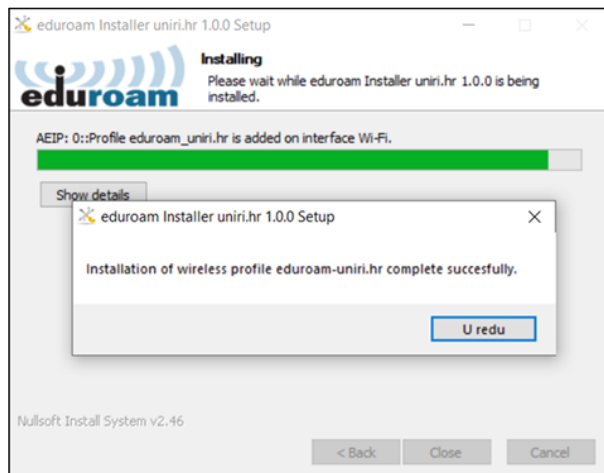 eduroam Installer uniri.hr 1.0.0 Setup
eduroam
Installing
Please wait while eduroam Installer uniri.hr 1.0.0 is being
installed.
AEIP: 0::Profile eduroam_uniri.hr is added on interface Wi-Fi.
Show details
eduroam Installer uniri.hr 1.0.0 Setup
Installation of wireless profile eduroam-uniri.hr complete succesfully.
U redu
Nullsoft Install System v2.46
< Back Close Cancel